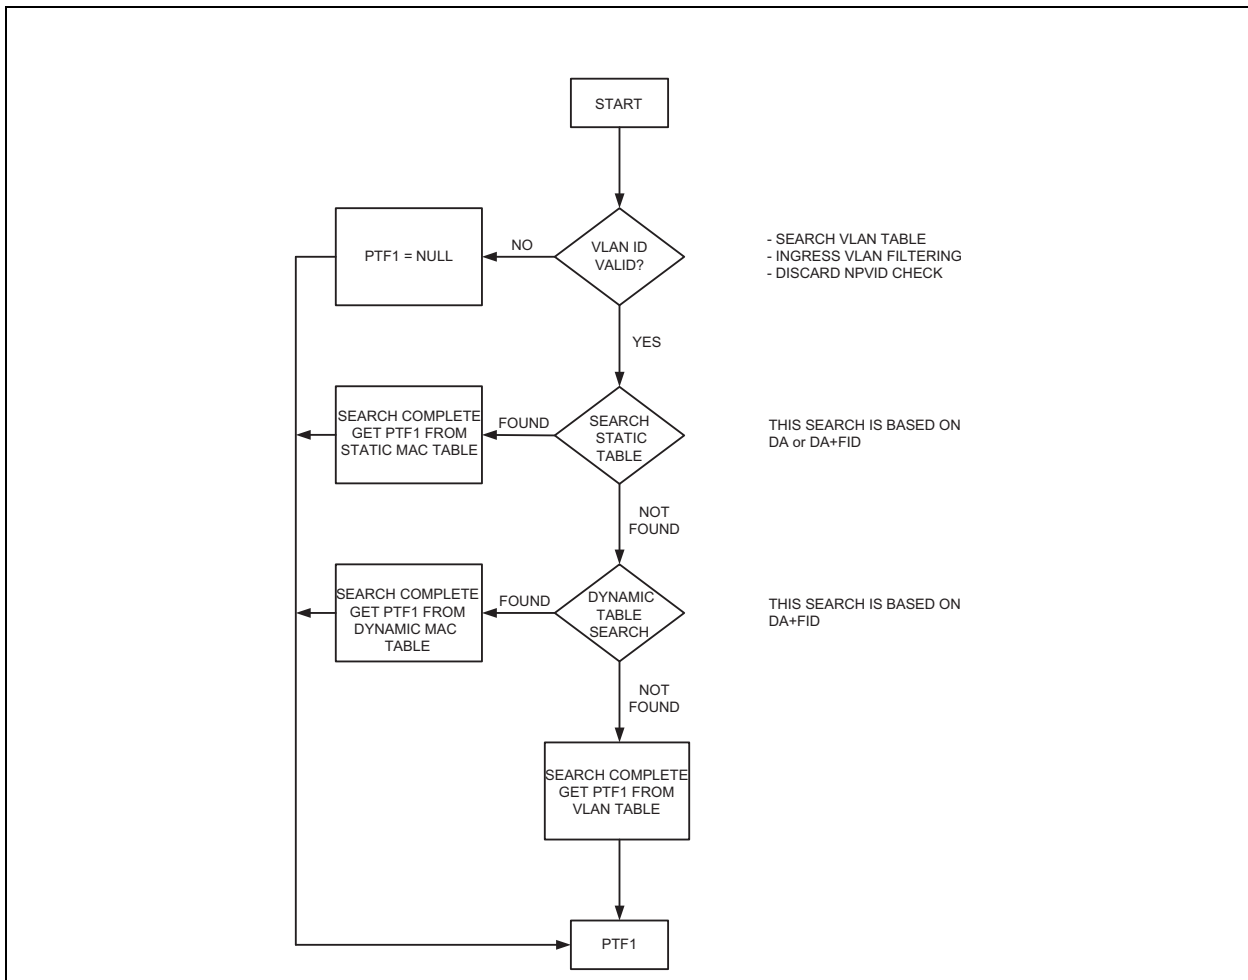 START
PTF1 = NULL
NO
VLAN ID
VALID?
- SEARCH VLAN TABLE
- INGRESS VLAN FILTERING
- DISCARD NPVID CHECK
YES
SEARCH COMPLETE
GET PTF1 FROM
STATIC MAC TABLE
FOUND
SEARCH
STATIC
TABLE
THIS SEARCH IS BASED ON
DA or DA+FID
NOT
FOUND
SEARCH COMPLETE
GET PTF1 FROM
DYNAMIC MAC
TABLE
FOUND
DYNAMIC
TABLE
SEARCH
THIS SEARCH IS BASED ON
DA+FID
NOT
FOUND
SEARCH COMPLETE
GET PTF1 FROM
VLAN TABLE
PTF1